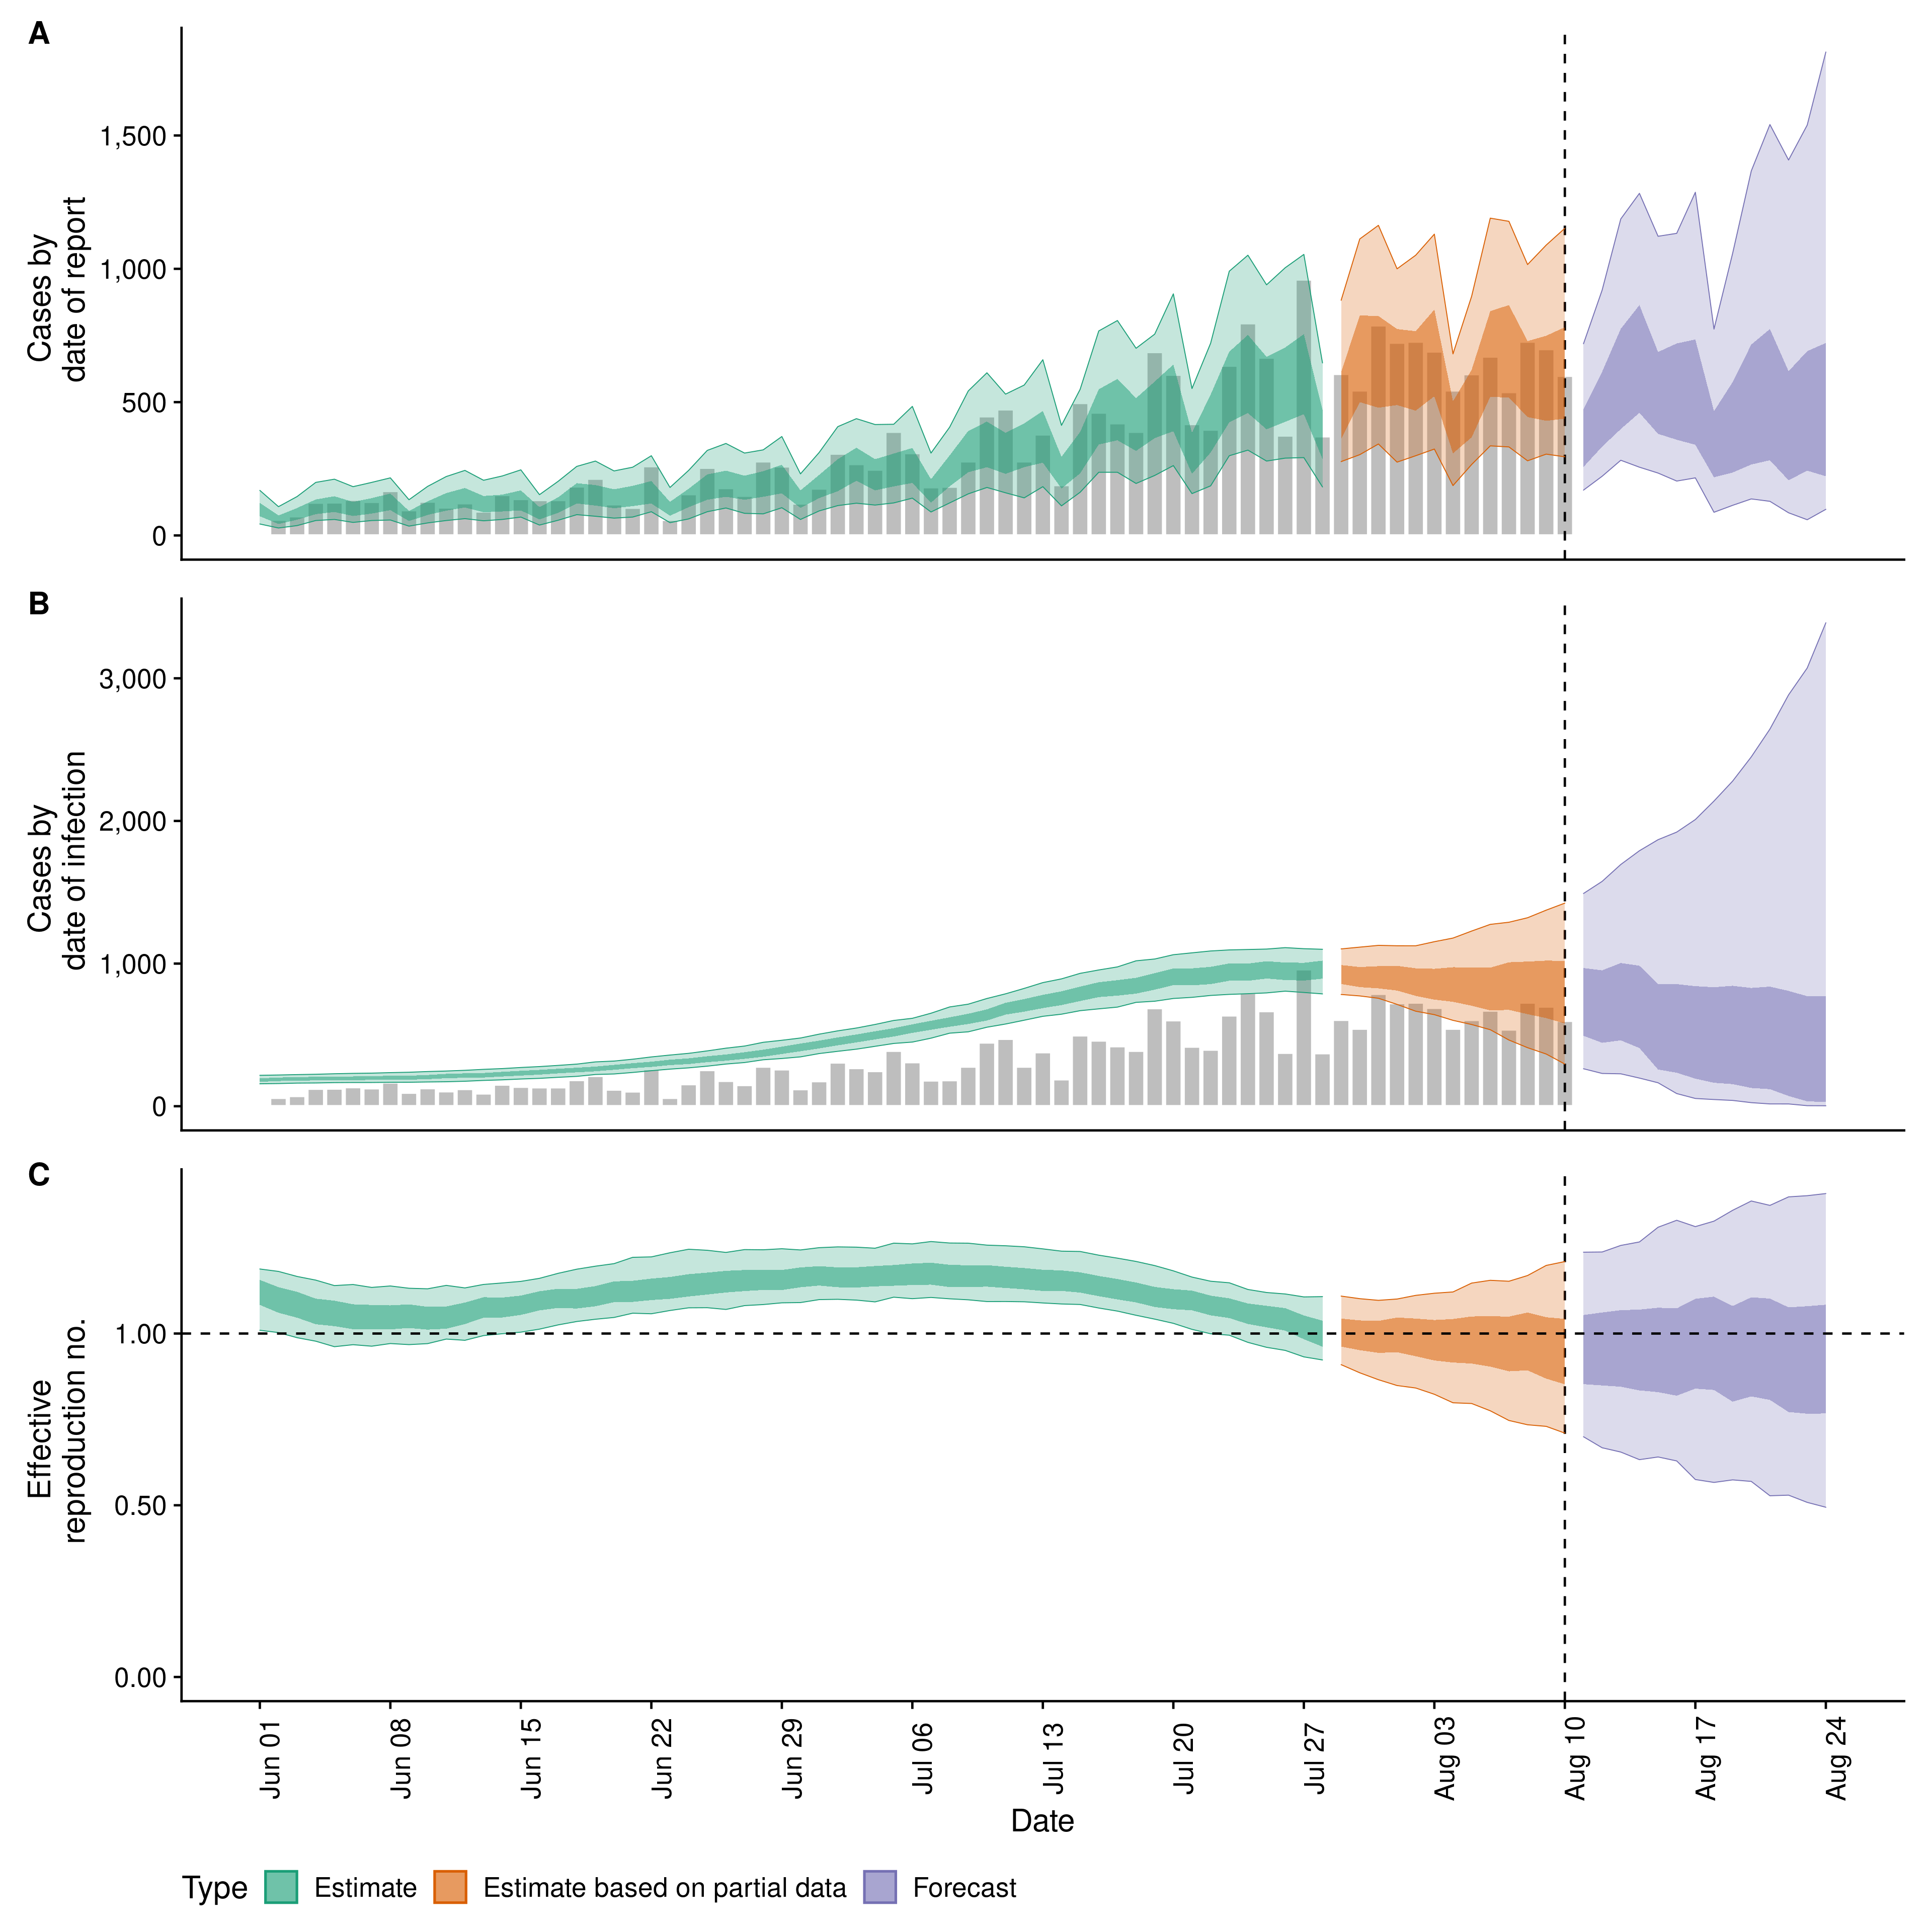 A
Cases by
date of report
1,500
1,000
500
0
B
Cases by
date of infection
3,000
2,000
1,000
0
C
Effective
reproduction no.
1.00
0.50
0.00
Jun 01
Jun 08
Jun 15
Jun 22
Jun 29
Jul 06
Jul 13
Jul 20
Jul 27
Aug 03
Aug 10
Aug 17
Aug 24
Date
Type Estimate Estimate based on partial data Forecast